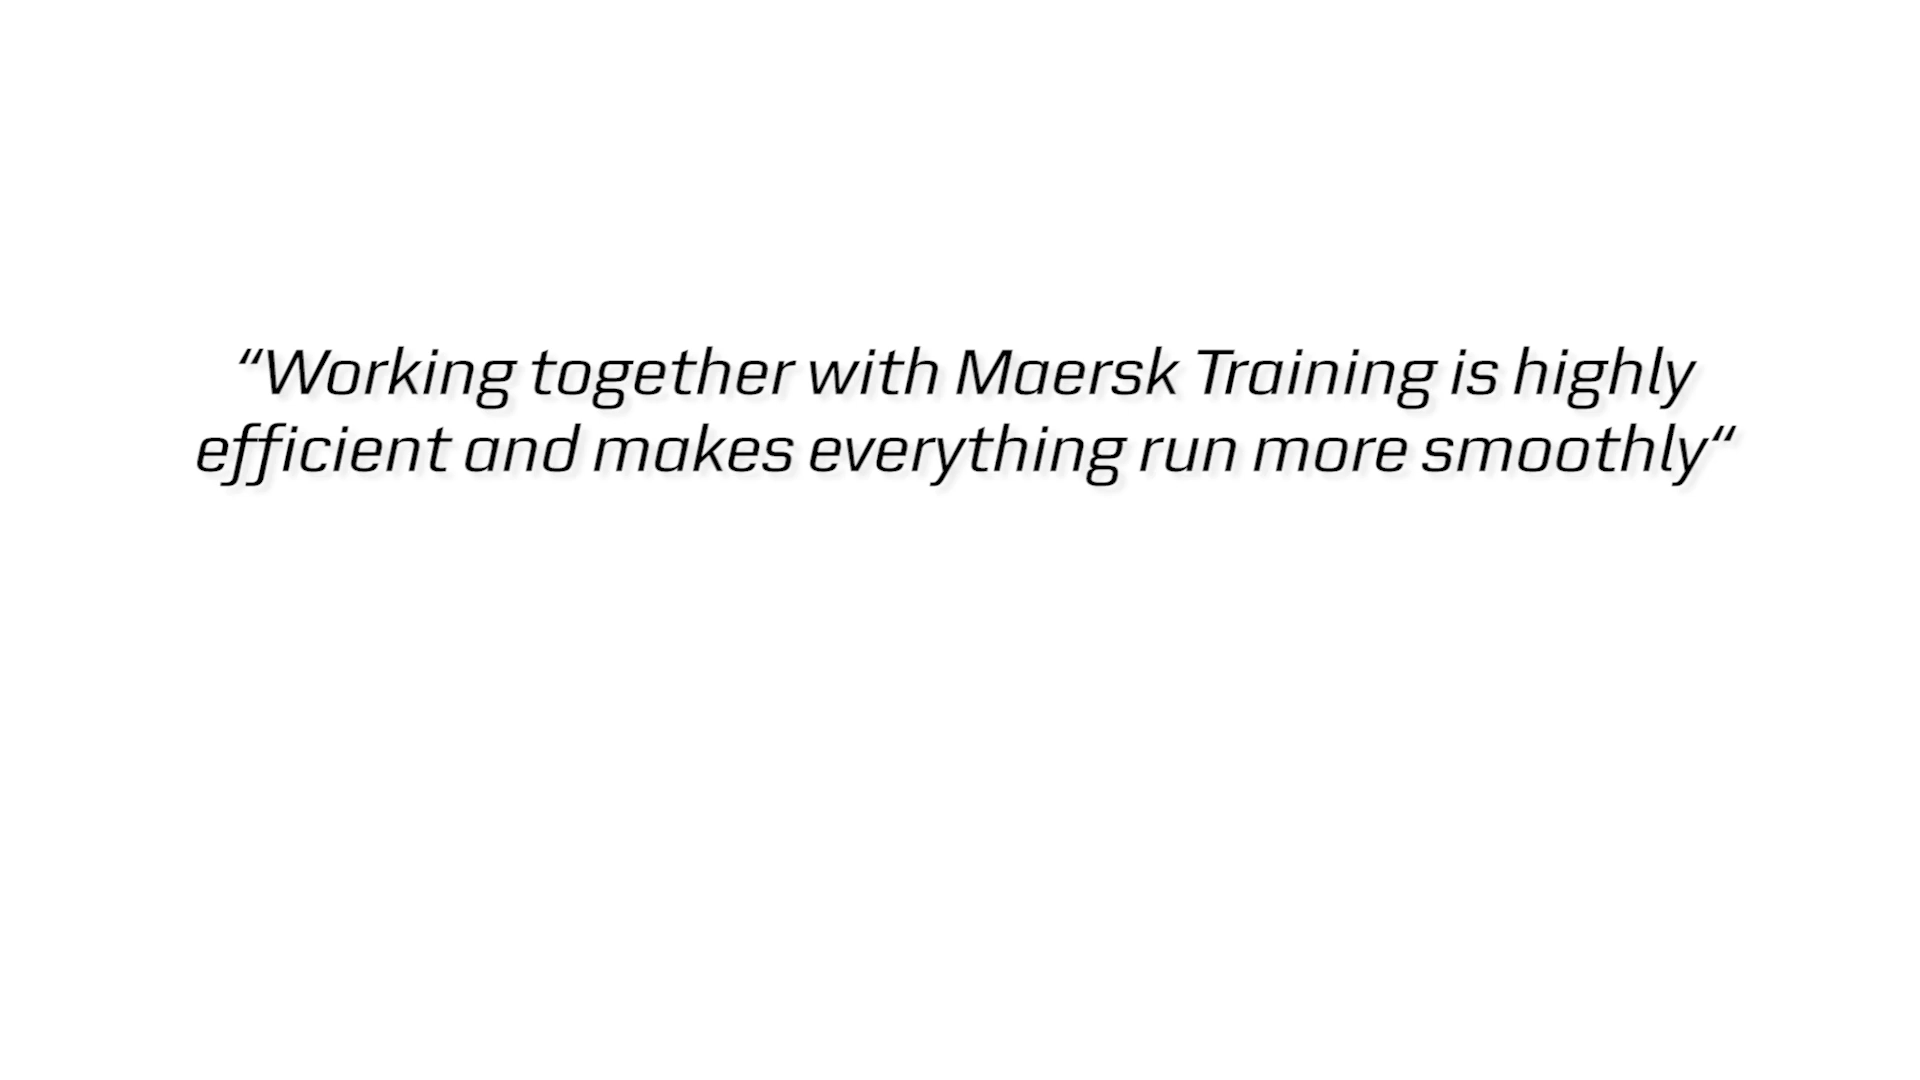 “Working together with Maersk Training is highly
efficient and makes everything run more smoothly“